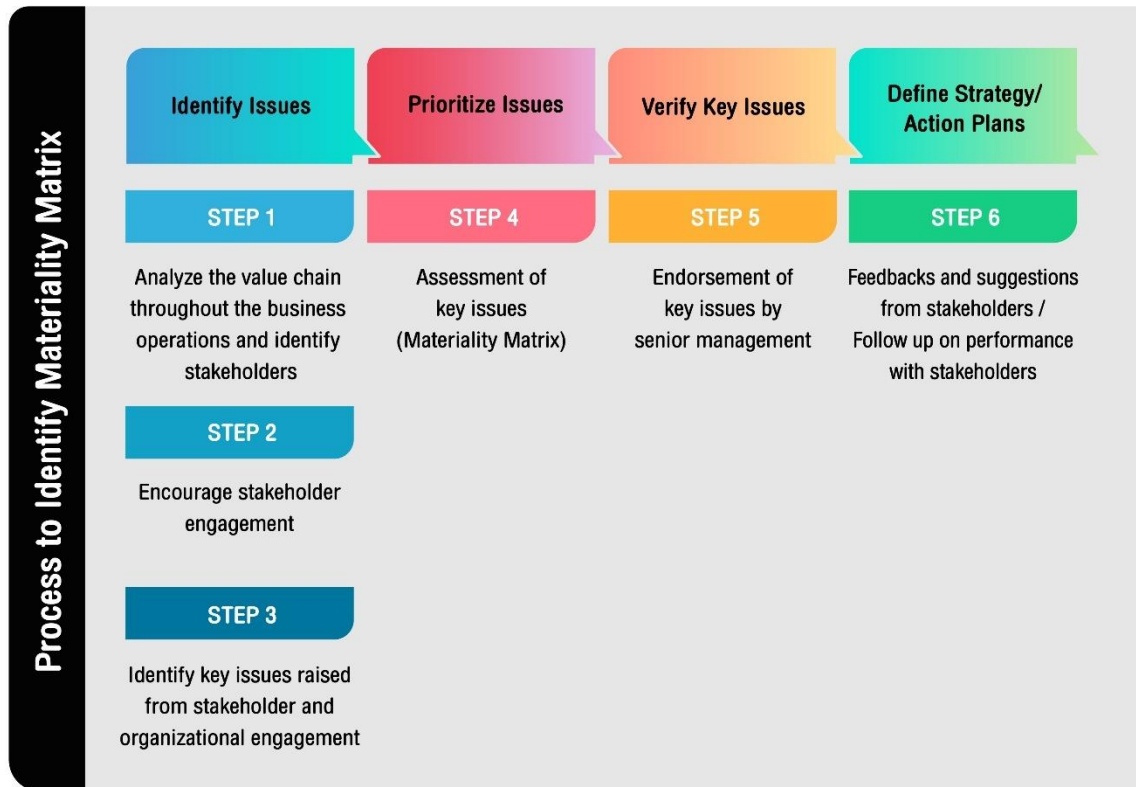 Process to Identify Materiality Matrix
Identify Issues
STEP 1
Analyze the value chain
throughout the business
operations and identify
stakeholders
STEP 2
Encourage stakeholder
engagement
STEP 3
Identify key issues raised
from stakeholder and
organizational engagement
Prioritize Issues
STEP 4
Assessment of
key issues
(Materiality Matrix)
Verify Key Issues
STEP 5
Endorsement of
key issues by
senior management
Define Strategy/
Action Plans
STEP 6
Feedbacks and suggestions
from stakeholders /
Follow up on performance
with stakeholders